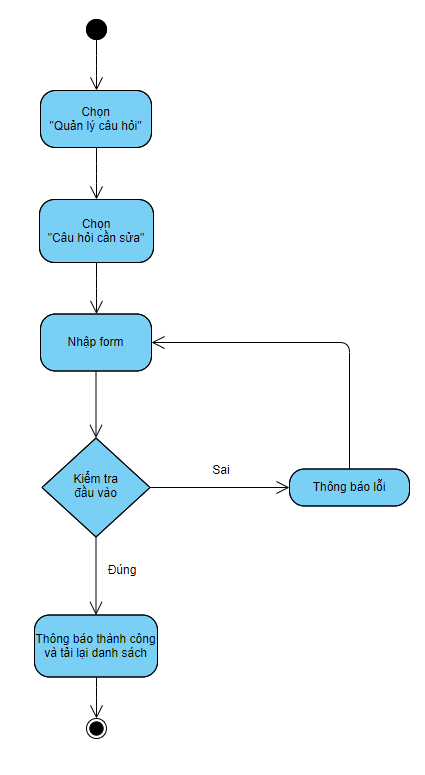 Chọn
"Quản lý câu hỏi"
Chọn
"Câu hỏi cần sửa"
Nhập form
Kiểm tra
đầu vào
Sai
Thông báo lỗi
Đúng
Thông báo thành công
và tải lại danh sách